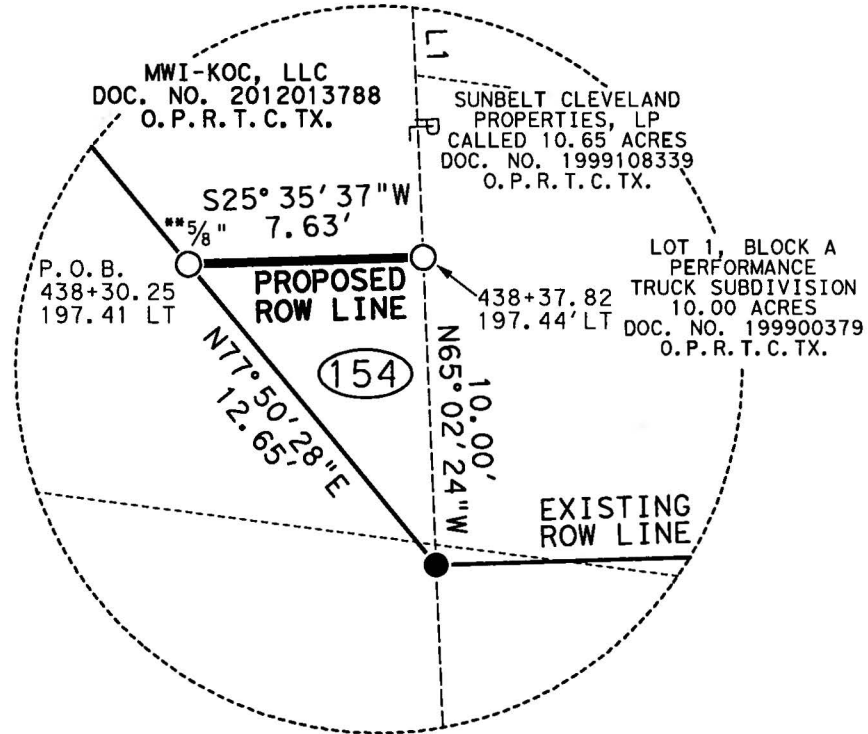 L1
MWI-KOC, LLC
DOC. NO. 2012013788
O.P.R.T.C.TX.
SUNBELT CLEVELAND
PROPERTIES, LP
CALLED 10.65 ACRES
DOC. NO. 1999108339
O.P.R.T.C.TX.
S25°35'37"W
7.63'
**5/8"
P.O.B.
438+30.25
197.41 LT
PROPOSED
ROW LINE
438+37.82
197.44'LT
LOT 1, BLOCK A
PERFORMANCE
TRUCK SUBDIVISION
10.00 ACRES
DOC. NO. 199900379
O.P.R.T.C.TX.
N77°50'28"E
12.65'
154
10.00'
N65°02'24"W
EXISTING
ROW LINE